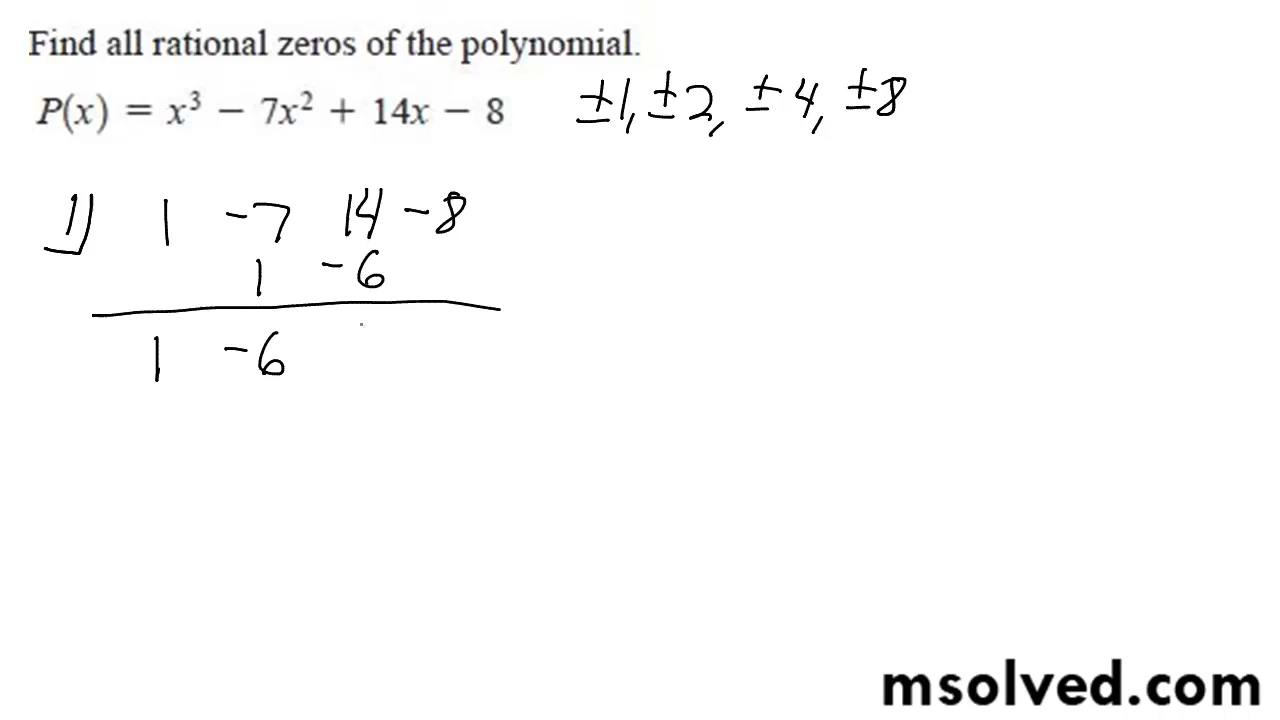 Find all rational zeros of the polynomial.
P(x) = x³ − 7x² + 14x − 8
±1, ±2, ±4, ±8
1) 1 -7 14 -8
1 -6
1 -6
msolved.com